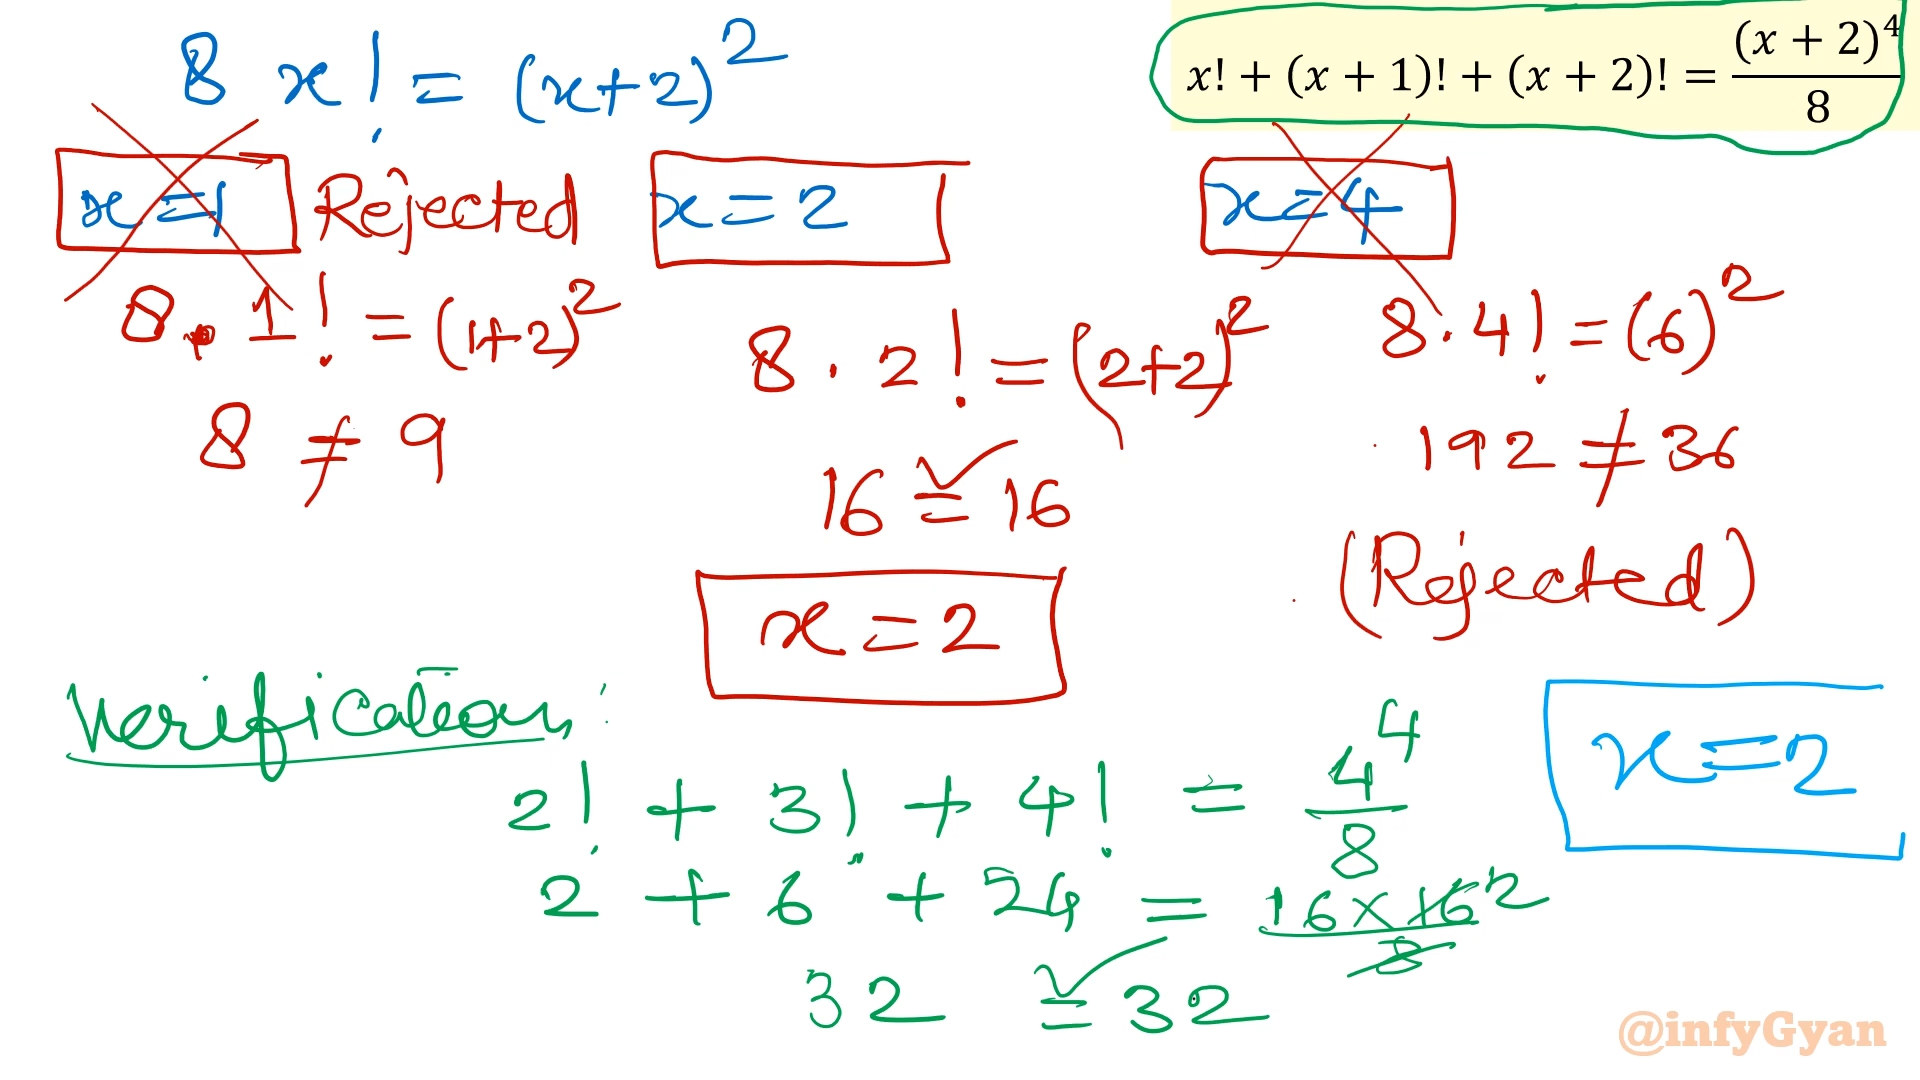 8 x! = (x+2)²
x! + (x + 1)! + (x + 2)! = (x + 2)⁴/8
x=1 Rejected
x=2
x=4
8 · 1! = (1+2)²
8 ≠ 9
8 · 2! = (2+2)²
16 = 16
x=2
8·4! = (6)²
192 ≠ 36
(Rejected)
Verification:
2! + 3! + 4! = 4⁴/8
2 + 6 + 24 = 16×16 2/8
32 = 32
x=2
@infyGyan